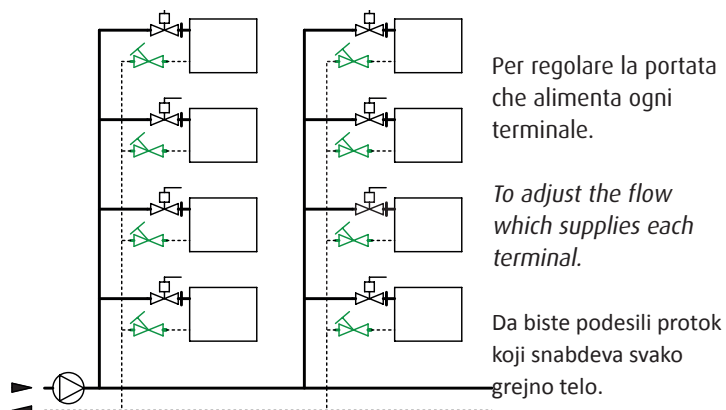 Per regolare la portata
che alimenta ogni
terminale.
To adjust the flow
which supplies each
terminal.
Da biste podesili protok
koji snabdeva svako
grejno telo.